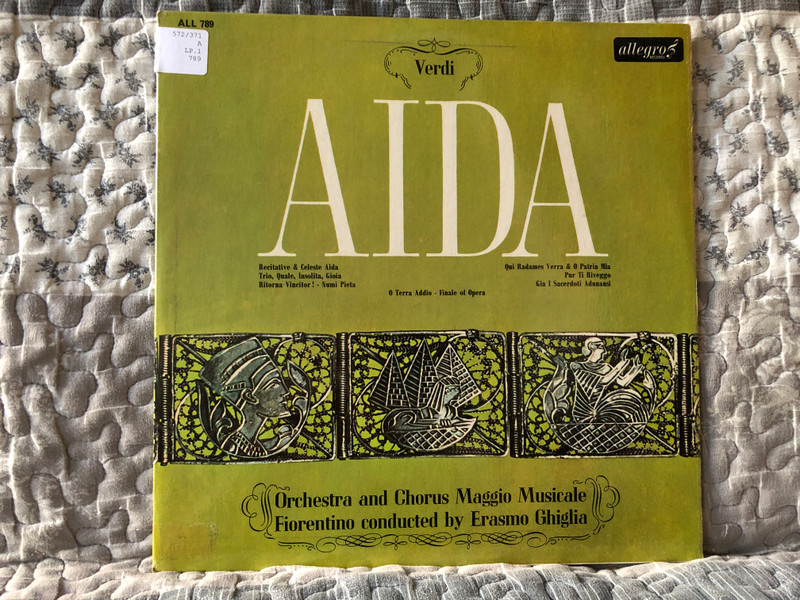 ALL 789
572/371
A
LP.1
789
allegro
RECORDS
Verdi
AIDA
Recitative & Celeste Aida
Trio, Quale, Insolita, Gioia
Ritorna Vincitor! - Numi Pieta
Qui Radames Verra & O Patria Mia
Pur Ti Riveggo
Gia I Sacerdoti Adunansi
O Terra Addio - Finale of Opera
Orchestra and Chorus Maggio Musicale
Fiorentino conducted by Erasmo Ghiglia